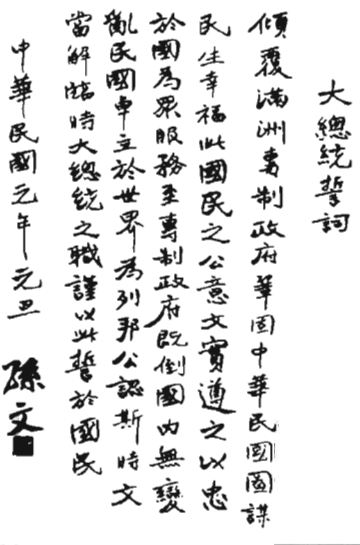 大總統誓詞
傾覆滿洲專制政府鞏固中華民國圖謀
民生幸福此國民之公意文實遵之以忠
於國為眾服務至專制政府既倒國內無變
亂民國卓立於世界為列邦公認斯時文
當解臨時大總統之職謹以此誓於國民
中華民國元年元旦 孫文